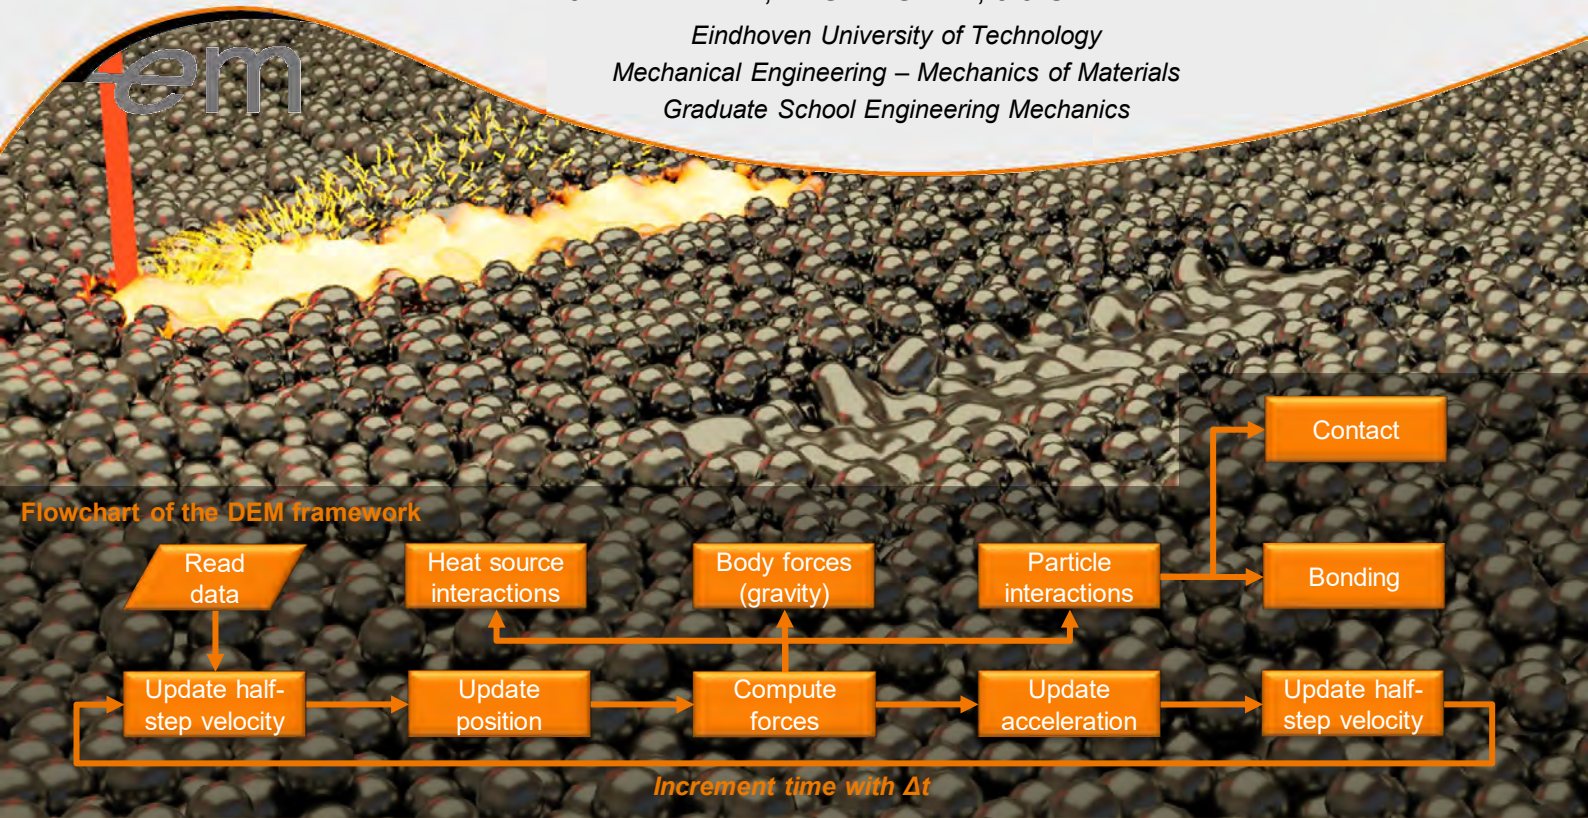 Eindhoven University of Technology
Mechanical Engineering – Mechanics of Materials
Graduate School Engineering Mechanics
em
Contact
Flowchart of the DEM framework
Read
data
Heat source
interactions
Body forces
(gravity)
Particle
interactions
Bonding
Update half-
step velocity
Update
position
Compute
forces
Update
acceleration
Update half-
step velocity
Increment time with Δt